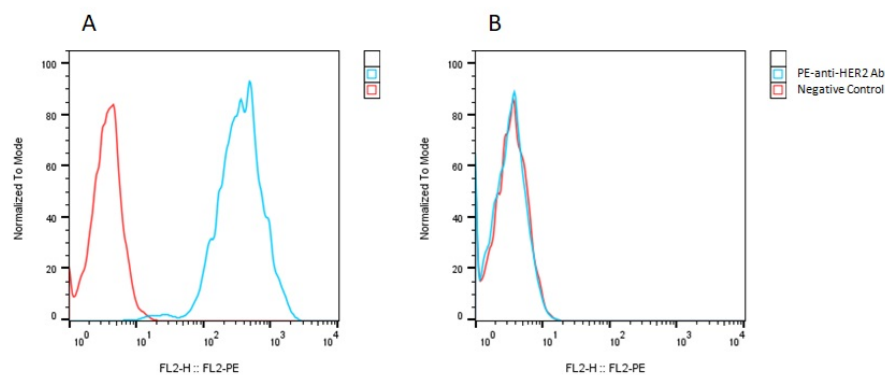 A
Normalized To Mode
100
80
60
40
20
0
10^0 10^1 10^2 10^3 10^4
FL2-H :: FL2-PE
B
Normalized To Mode
100
80
60
40
20
0
10^0 10^1 10^2 10^3 10^4
FL2-H :: FL2-PE
PE-anti-HER2 Ab
Negative Control